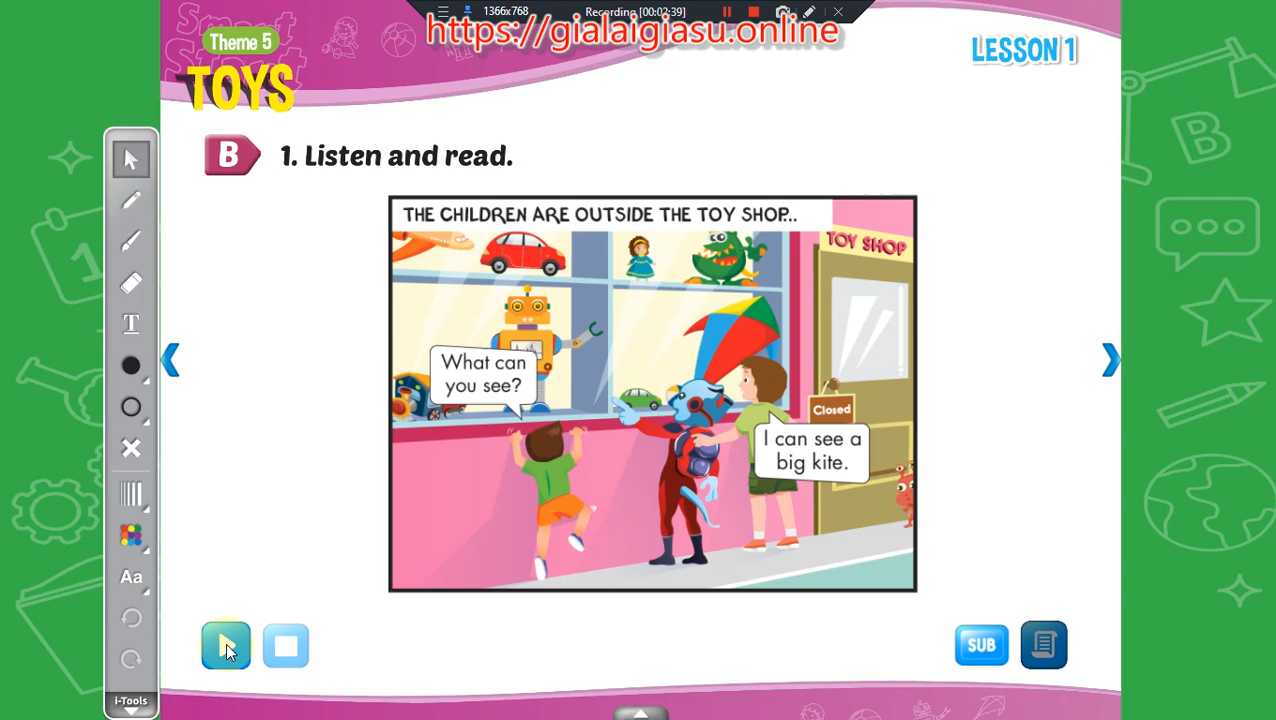 1366x768
Recording [00:02:39]
https://gialaigiasu.online
Theme 5
TOYS
LESSON 1
B
1. Listen and read.
THE CHILDREN ARE OUTSIDE THE TOY SHOP...
TOY SHOP
What can
you see?
Closed
I can see a
big kite.
T
Aa
i-Tools
SUB